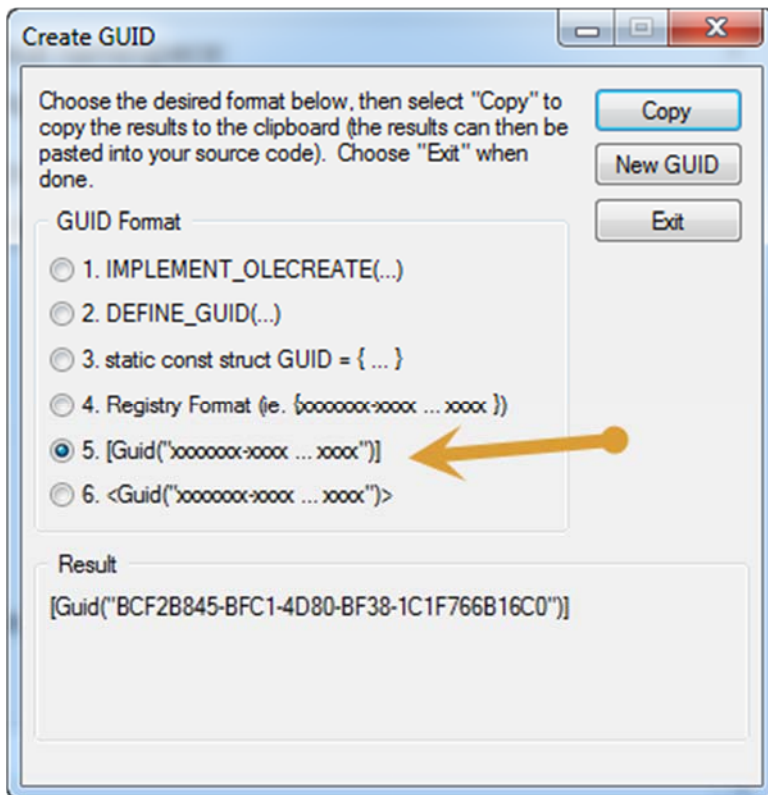 Create GUID
Choose the desired format below, then select "Copy" to
copy the results to the clipboard (the results can then be
pasted into your source code). Choose "Exit" when
done.
Copy
New GUID
Exit
GUID Format
1. IMPLEMENT_OLECREATE(...)
2. DEFINE_GUID(...)
3. static const struct GUID = { ... }
4. Registry Format (ie. {xxxxxxx-xxxx ... xxxx })
5. [Guid("xxxxxxx-xxxx ... xxxx")]
6. <Guid("xxxxxxx-xxxx ... xxxx")>
Result
[Guid("BCF2B845-BFC1-4D80-BF38-1C1F766B16C0")]